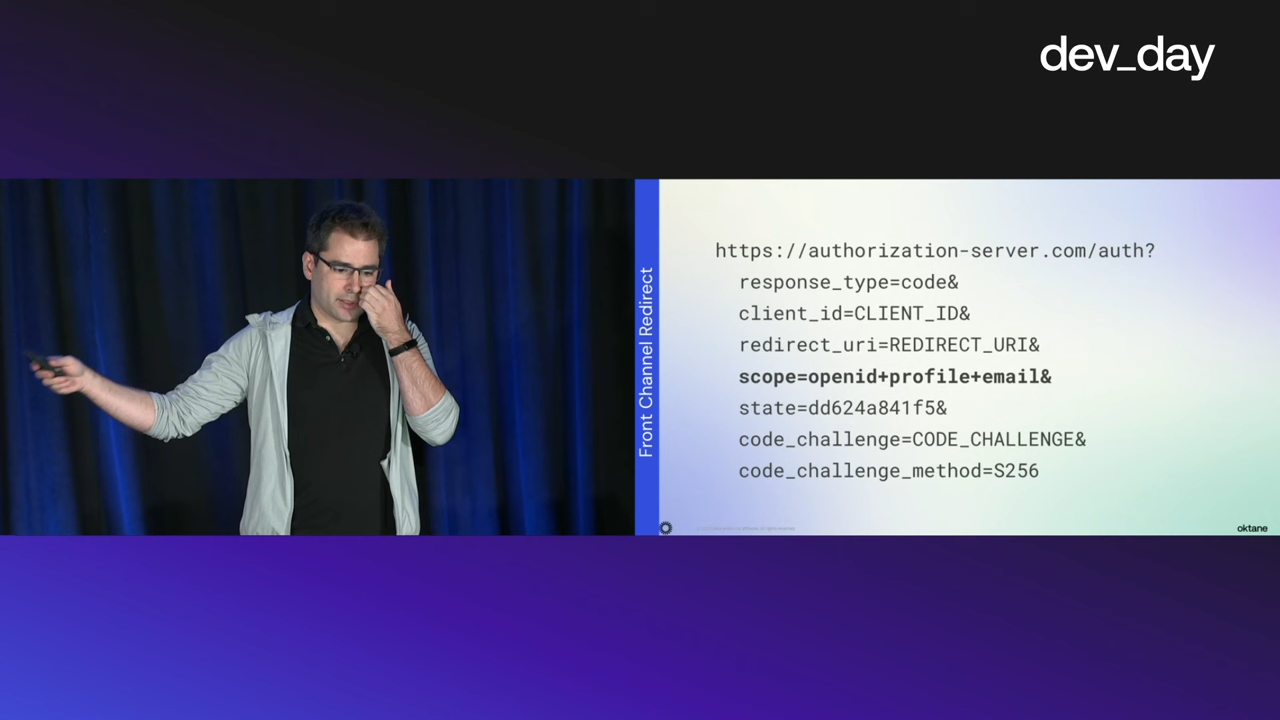 dev_day
Front Channel Redirect
https://authorization-server.com/auth?
response_type=code&
client_id=CLIENT_ID&
redirect_uri=REDIRECT_URI&
scope=openid+profile+email&
state=dd624a841f5&
code_challenge=CODE_CHALLENGE&
code_challenge_method=S256
oktane